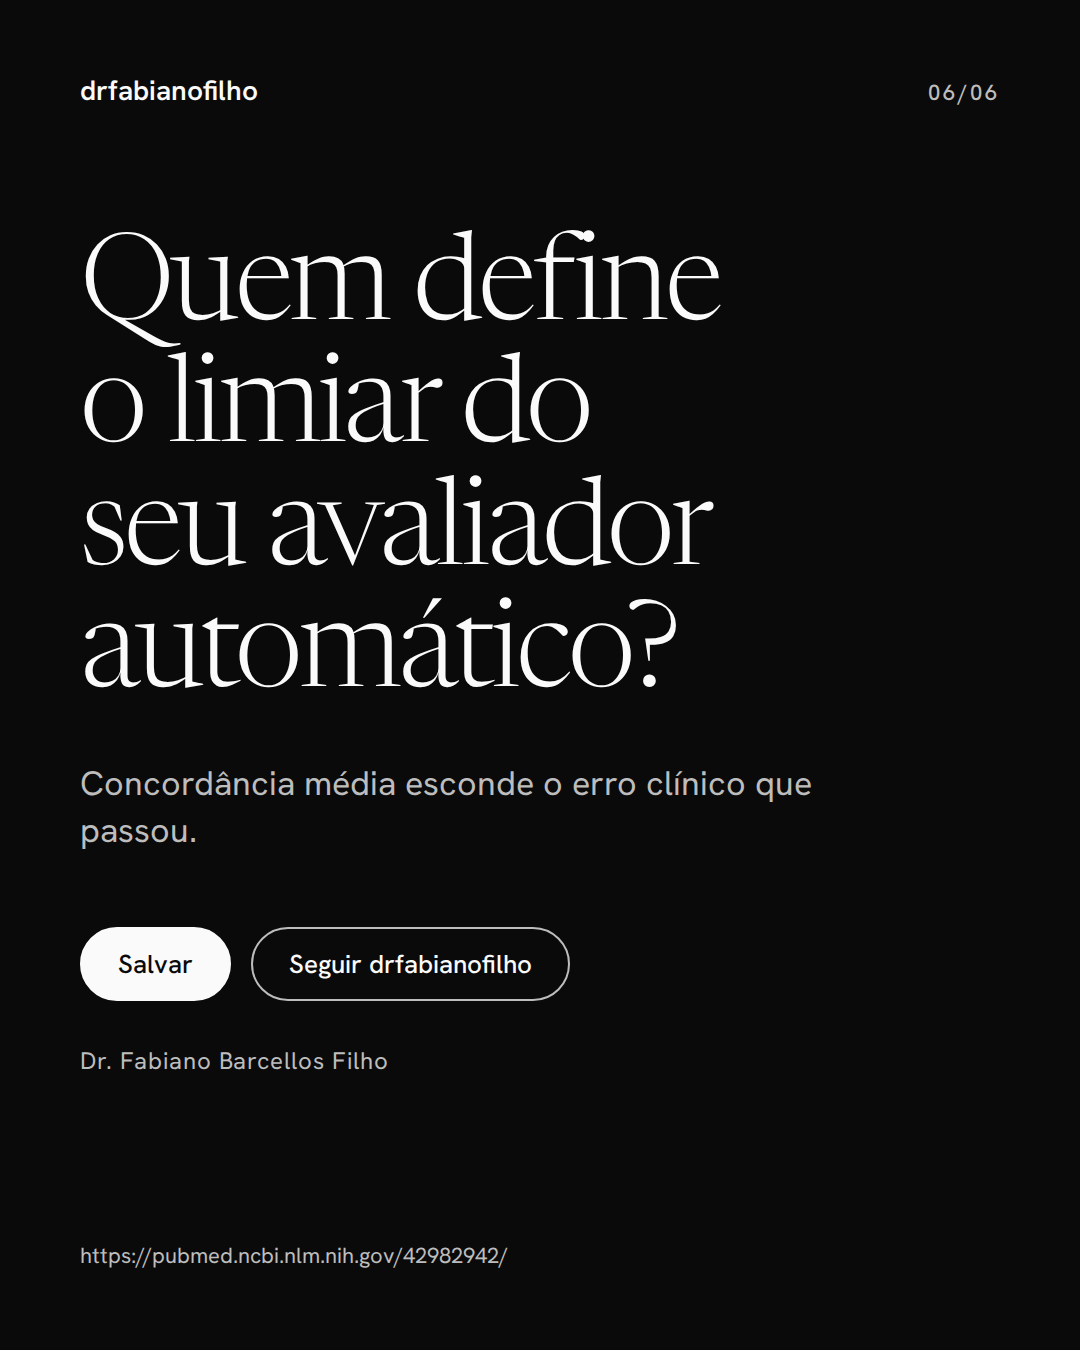 drfabianofilho
06/06
Quem define
o limiar do
seu avaliador
automático?
Concordância média esconde o erro clínico que
passou.
Salvar
Seguir drfabianofilho
Dr. Fabiano Barcellos Filho
https://pubmed.ncbi.nlm.nih.gov/42982942/